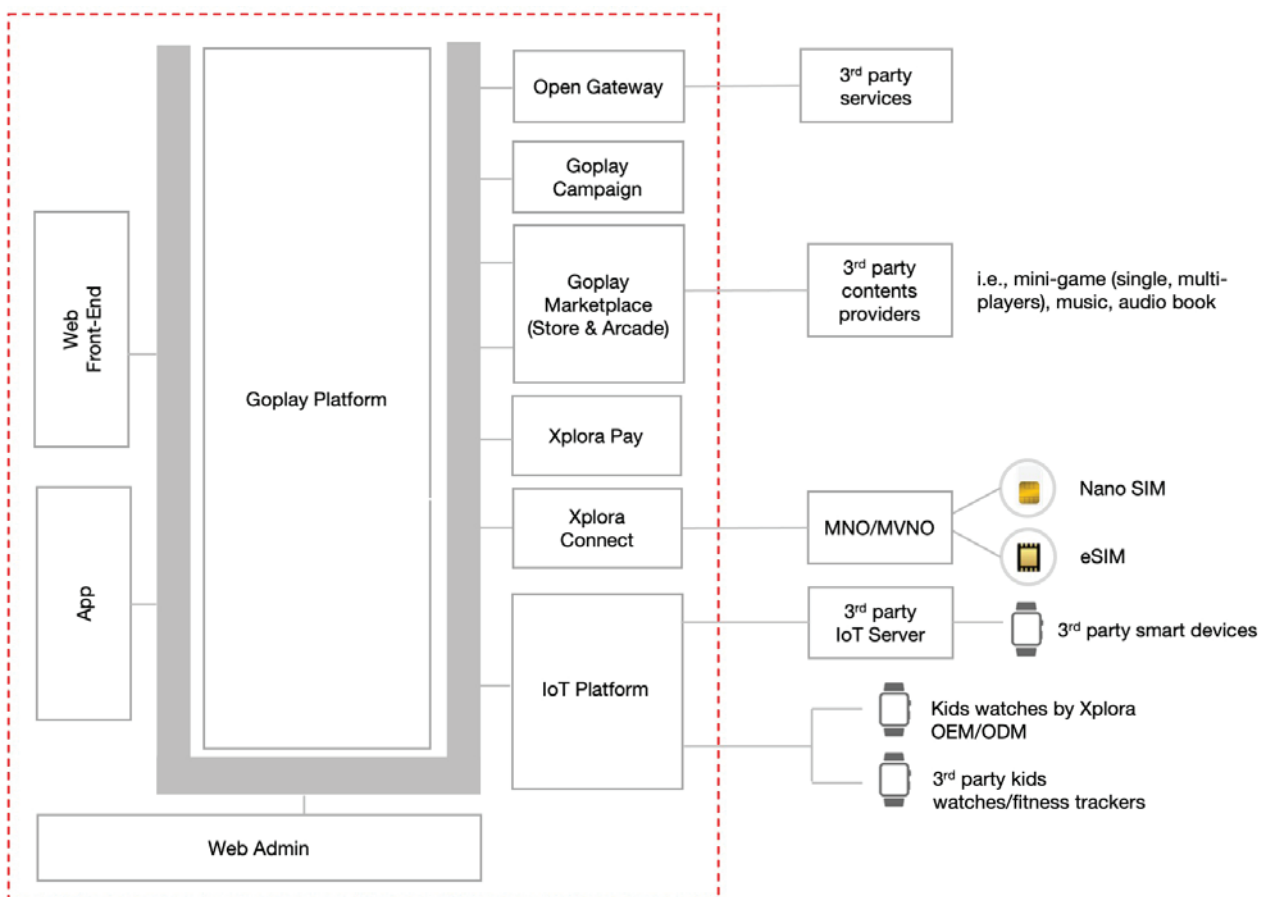 Open Gateway
3rd party
services
Goplay
Campaign
Web
Front-End
Goplay
Marketplace
(Store & Arcade)
3rd party
contents
providers
i.e., mini-game (single, multi-
players), music, audio book
Goplay Platform
Xplora Pay
App
Xplora
Connect
MNO/MVNO
Nano SIM
eSIM
IoT Platform
3rd party
IoT Server
3rd party smart devices
Kids watches by Xplora
OEM/ODM
3rd party kids
watches/fitness trackers
Web Admin